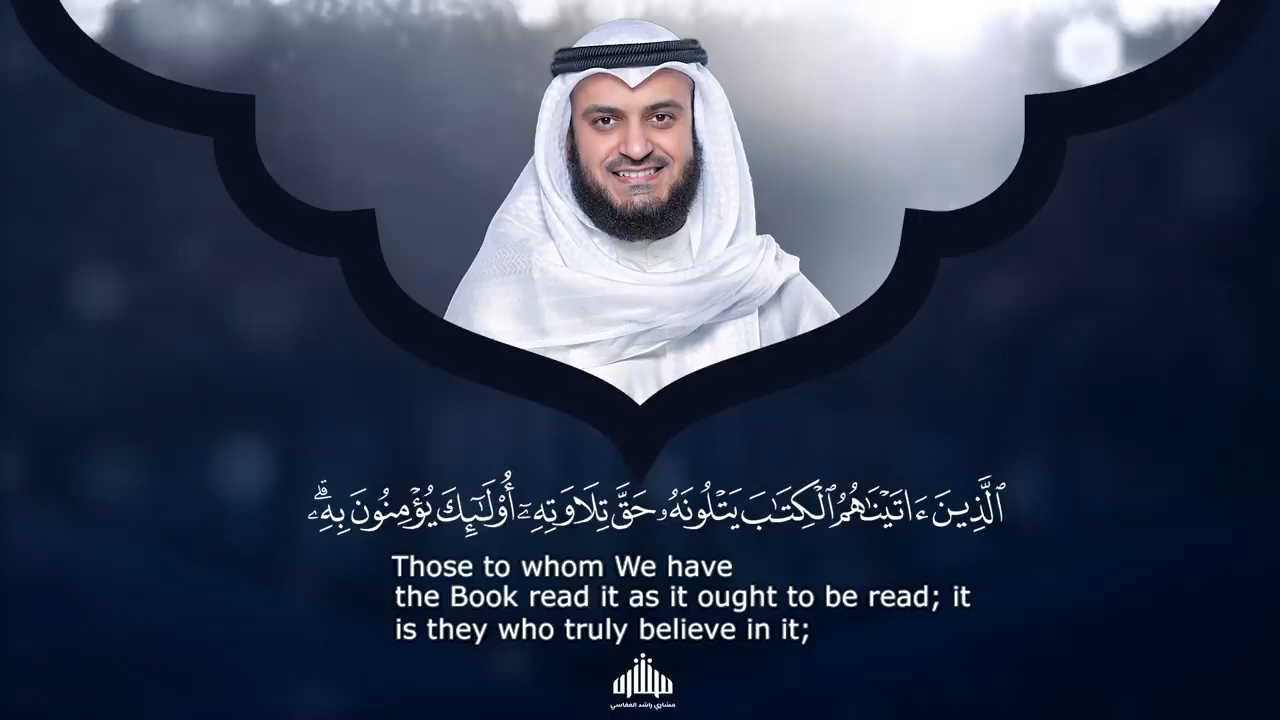 ٱلَّذِينَ ءَاتَيْنَٰهُمُ ٱلْكِتَٰبَ يَتْلُونَهُۥ حَقَّ تِلَاوَتِهِۦٓ أُو۟لَٰٓئِكَ يُؤْمِنُونَ بِهِۦۗ
Those to whom We have
the Book read it as it ought to be read; it
is they who truly believe in it;
مشاري راشد العفاسي